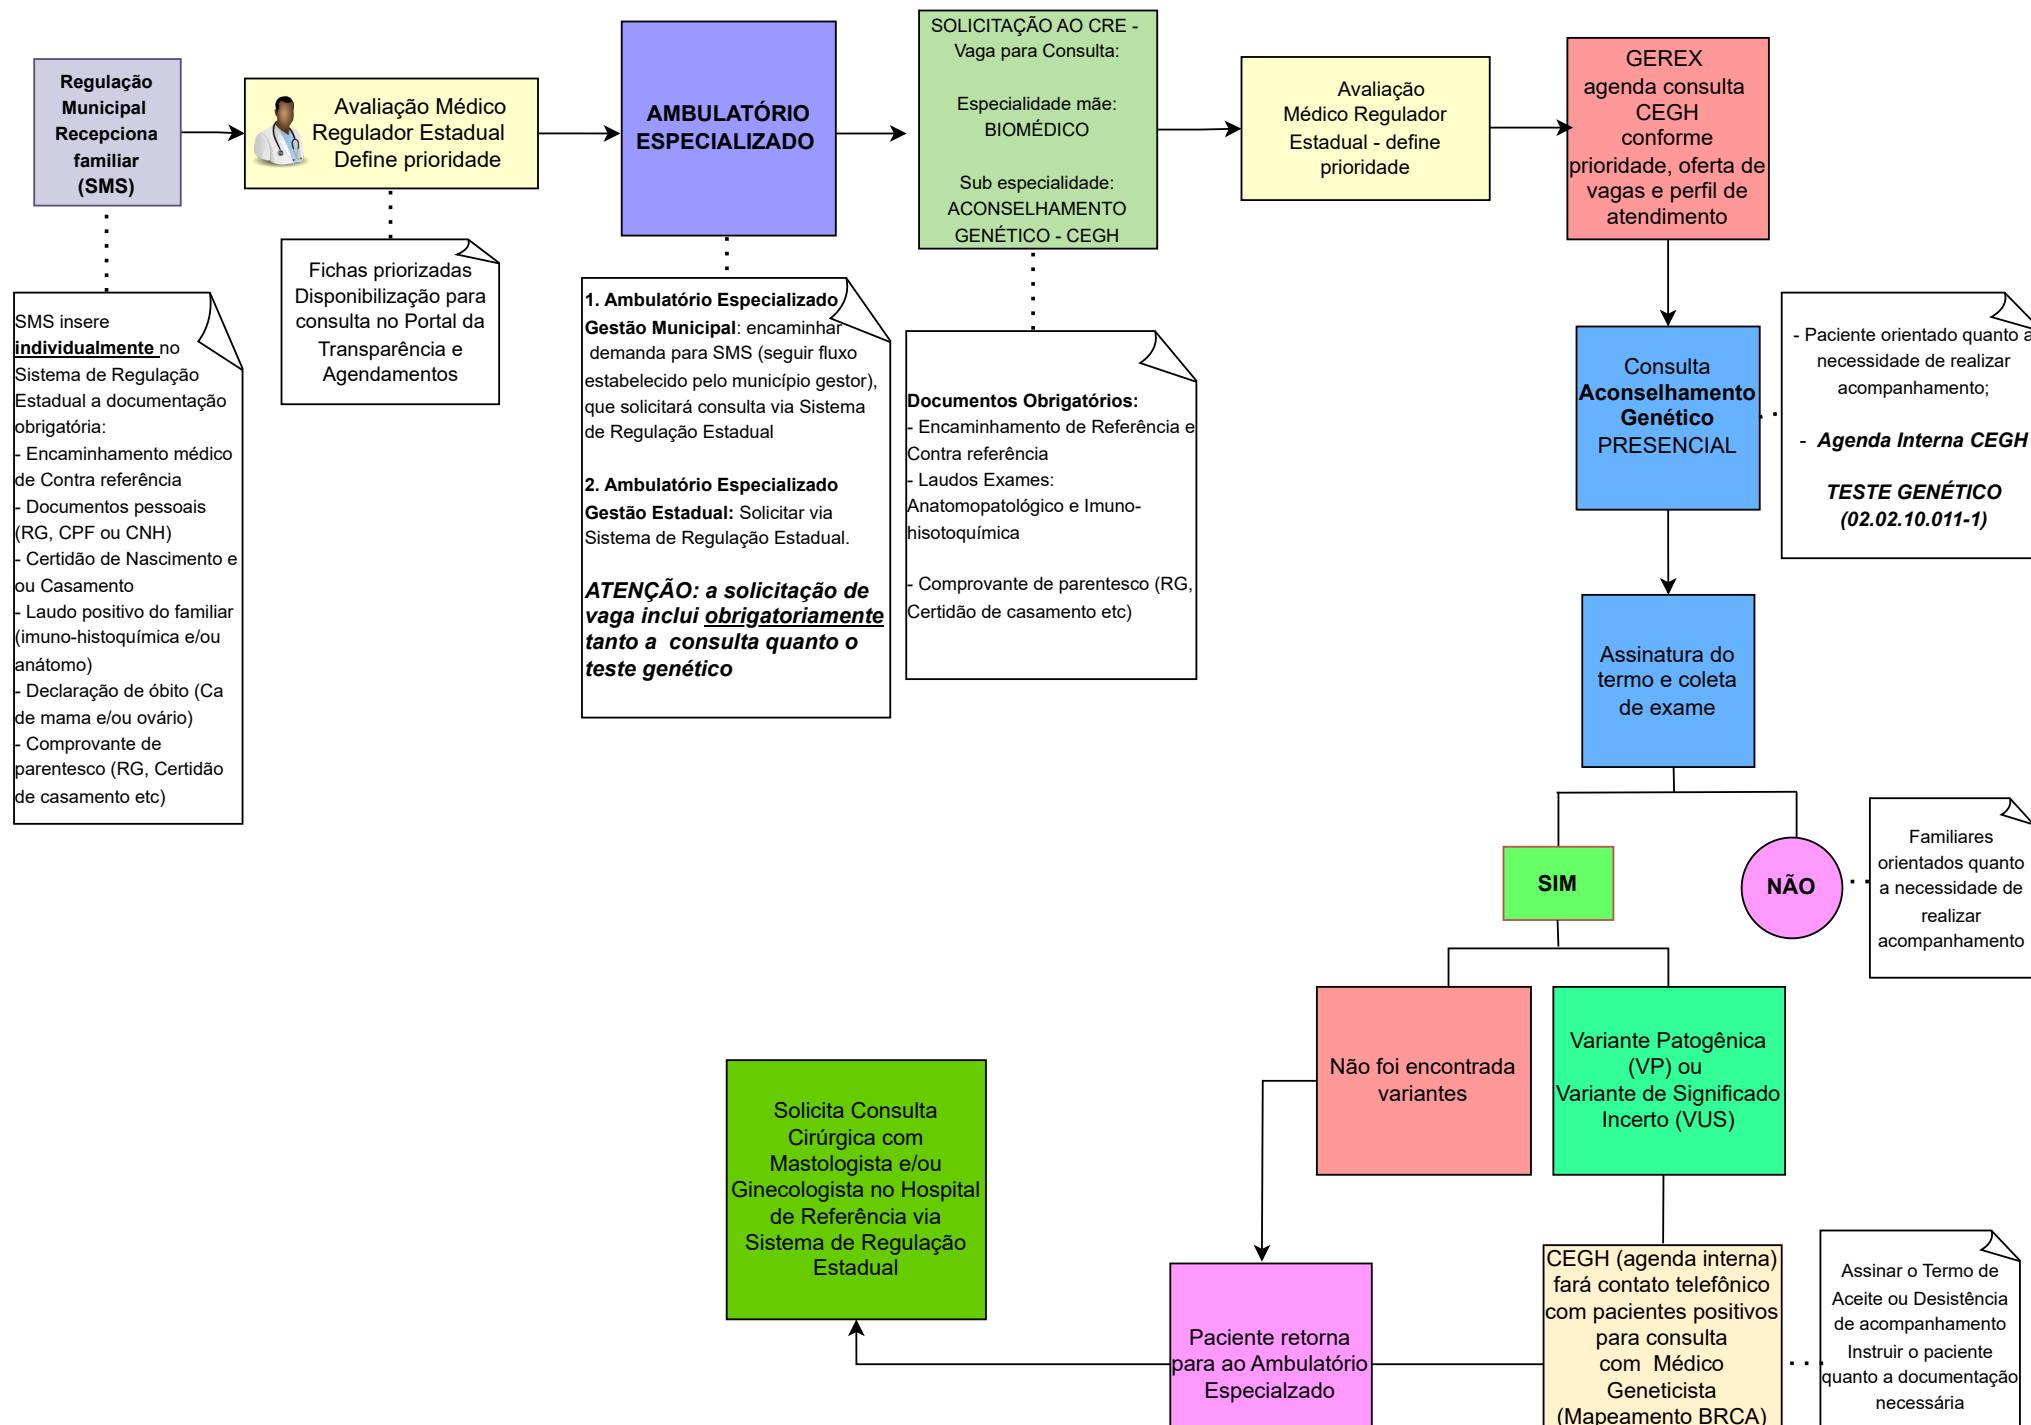 Regulação
Municipal
Recepciona
familiar
(SMS)
Avaliação Médico
Regulador Estadual
Define prioridade
AMBULATÓRIO
ESPECIALIZADO
SOLICITAÇÃO AO CRE -
Vaga para Consulta:
Especialidade mãe:
BIOMÉDICO
Sub especialidade:
ACONSELHAMENTO
GENÉTICO - CEGH
Avaliação
Médico Regulador
Estadual - define
prioridade
GEREX
agenda consulta
CEGH
conforme
prioridade, oferta de
vagas e perfil de
atendimento
SMS insere
individualmente no
Sistema de Regulação
Estadual a documentação
obrigatória:
- Encaminhamento médico
de Contra referência
- Documentos pessoais
(RG, CPF ou CNH)
- Certidão de Nascimento e
ou Casamento
- Laudo positivo do familiar
(imuno-histoquímica e/ou
anátomo)
- Declaração de óbito (Ca
de mama e/ou ovário)
- Comprovante de
parentesco (RG, Certidão
de casamento etc)
Fichas priorizadas
Disponibilização para
consulta no Portal da
Transparência e
Agendamentos
1. Ambulatório Especializado
Gestão Municipal: encaminhar
demanda para SMS (seguir fluxo
estabelecido pelo município gestor),
que solicitará consulta via Sistema
de Regulação Estadual
2. Ambulatório Especializado
Gestão Estadual: Solicitar via
Sistema de Regulação Estadual.
ATENÇÃO: a solicitação de
vaga inclui obrigatoriamente
tanto a consulta quanto o
teste genético
Documentos Obrigatórios:
- Encaminhamento de Referência e
Contra referência
- Laudos Exames:
Anatomopatológico e Imuno-
hisotoquímica
- Comprovante de parentesco (RG,
Certidão de casamento etc)
Consulta
Aconselhamento
Genético
PRESENCIAL
- Paciente orientado quanto a
necessidade de realizar
acompanhamento;
- Agenda Interna CEGH
TESTE GENÉTICO
(02.02.10.011-1)
Assinatura do
termo e coleta
de exame
SIM
NÃO
Familiares
orientados quanto
a necessidade de
realizar
acompanhamento
Não foi encontrada
variantes
Variante Patogênica
(VP) ou
Variante de Significado
Incerto (VUS)
Solicita Consulta
Cirúrgica com
Mastologista e/ou
Ginecologista no Hospital
de Referência via
Sistema de Regulação
Estadual
Paciente retorna
para ao Ambulatório
Especialzado
CEGH (agenda interna)
fará contato telefônico
com pacientes positivos
para consulta
com Médico
Geneticista
(Mapeamento BRCA)
Assinar o Termo de
Aceite ou Desistência
de acompanhamento
Instruir o paciente
quanto a documentação
necessária